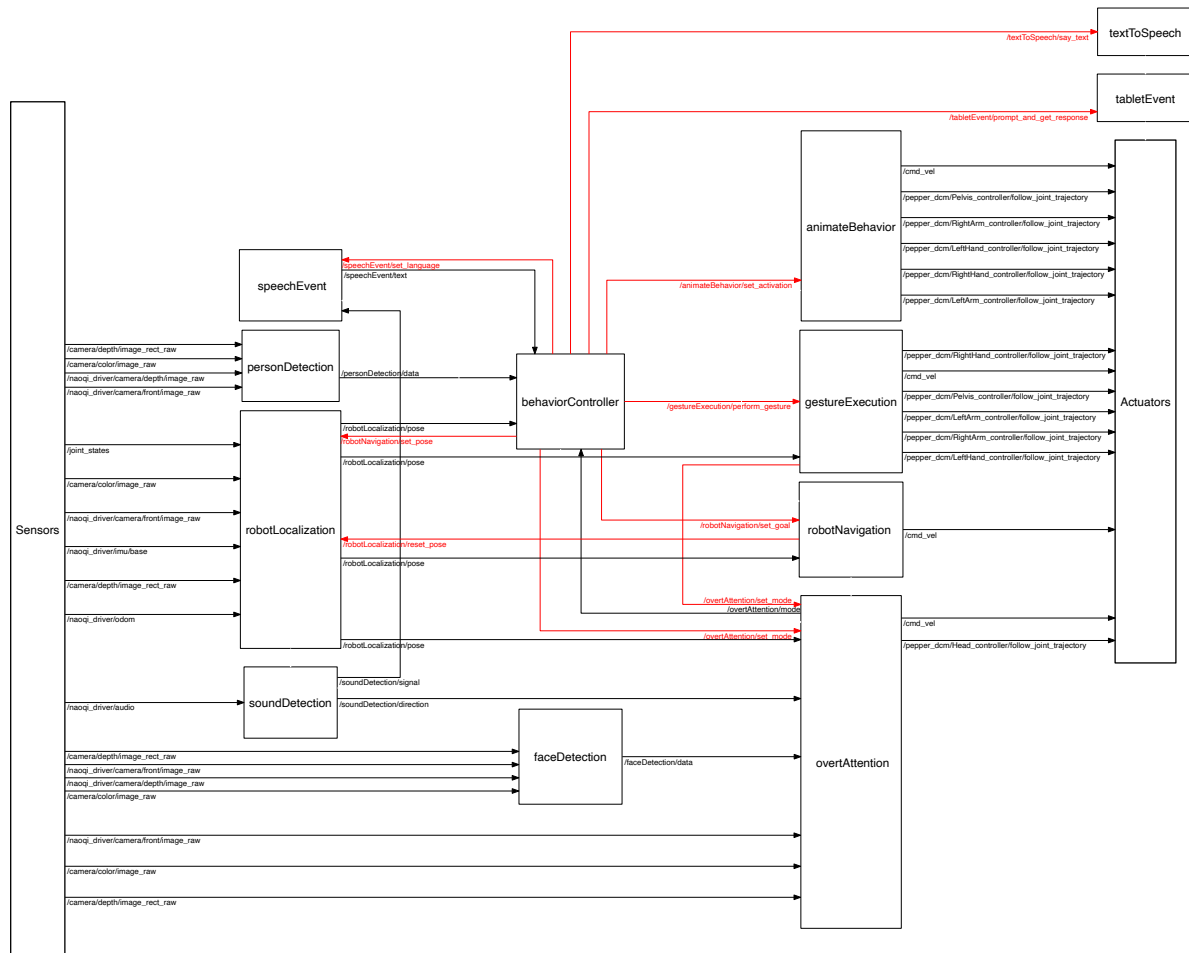 textToSpeech
/textToSpeech/say_text
tabletEvent
/tabletEvent/prompt_and_get_response
Sensors
Actuators
animateBehavior
/cmd_vel
/pepper_dcm/Pelvis_controller/follow_joint_trajectory
/pepper_dcm/RightArm_controller/follow_joint_trajectory
/pepper_dcm/LeftHand_controller/follow_joint_trajectory
/pepper_dcm/RightHand_controller/follow_joint_trajectory
/pepper_dcm/LeftArm_controller/follow_joint_trajectory
/animateBehavior/set_activation
speechEvent
/speechEvent/set_language
/speechEvent/text
/camera/depth/image_rect_raw
/camera/color/image_raw
/naoqi_driver/camera/depth/image_raw
/naoqi_driver/camera/front/image_raw
personDetection
/personDetection/data
behaviorController
/gestureExecution/perform_gesture
gestureExecution
/pepper_dcm/RightHand_controller/follow_joint_trajectory
/cmd_vel
/pepper_dcm/Pelvis_controller/follow_joint_trajectory
/pepper_dcm/LeftArm_controller/follow_joint_trajectory
/pepper_dcm/RightArm_controller/follow_joint_trajectory
/pepper_dcm/LeftHand_controller/follow_joint_trajectory
/robotLocalization/pose
/robotNavigation/set_pose
/robotLocalization/pose
/joint_states
/camera/color/image_raw
/naoqi_driver/camera/front/image_raw
/naoqi_driver/imu/base
/camera/depth/image_rect_raw
/naoqi_driver/odom
robotLocalization
/robotNavigation/set_goal
/robotLocalization/reset_pose
/robotLocalization/pose
robotNavigation
/cmd_vel
/overtAttention/set_mode
/overtAttention/mode
/overtAttention/set_mode
/robotLocalization/pose
/cmd_vel
/pepper_dcm/Head_controller/follow_joint_trajectory
/naoqi_driver/audio
soundDetection
/soundDetection/signal
/soundDetection/direction
/camera/depth/image_rect_raw
/naoqi_driver/camera/front/image_raw
/naoqi_driver/camera/depth/image_raw
/camera/color/image_raw
faceDetection
/faceDetection/data
overtAttention
/naoqi_driver/camera/front/image_raw
/camera/color/image_raw
/camera/depth/image_rect_raw